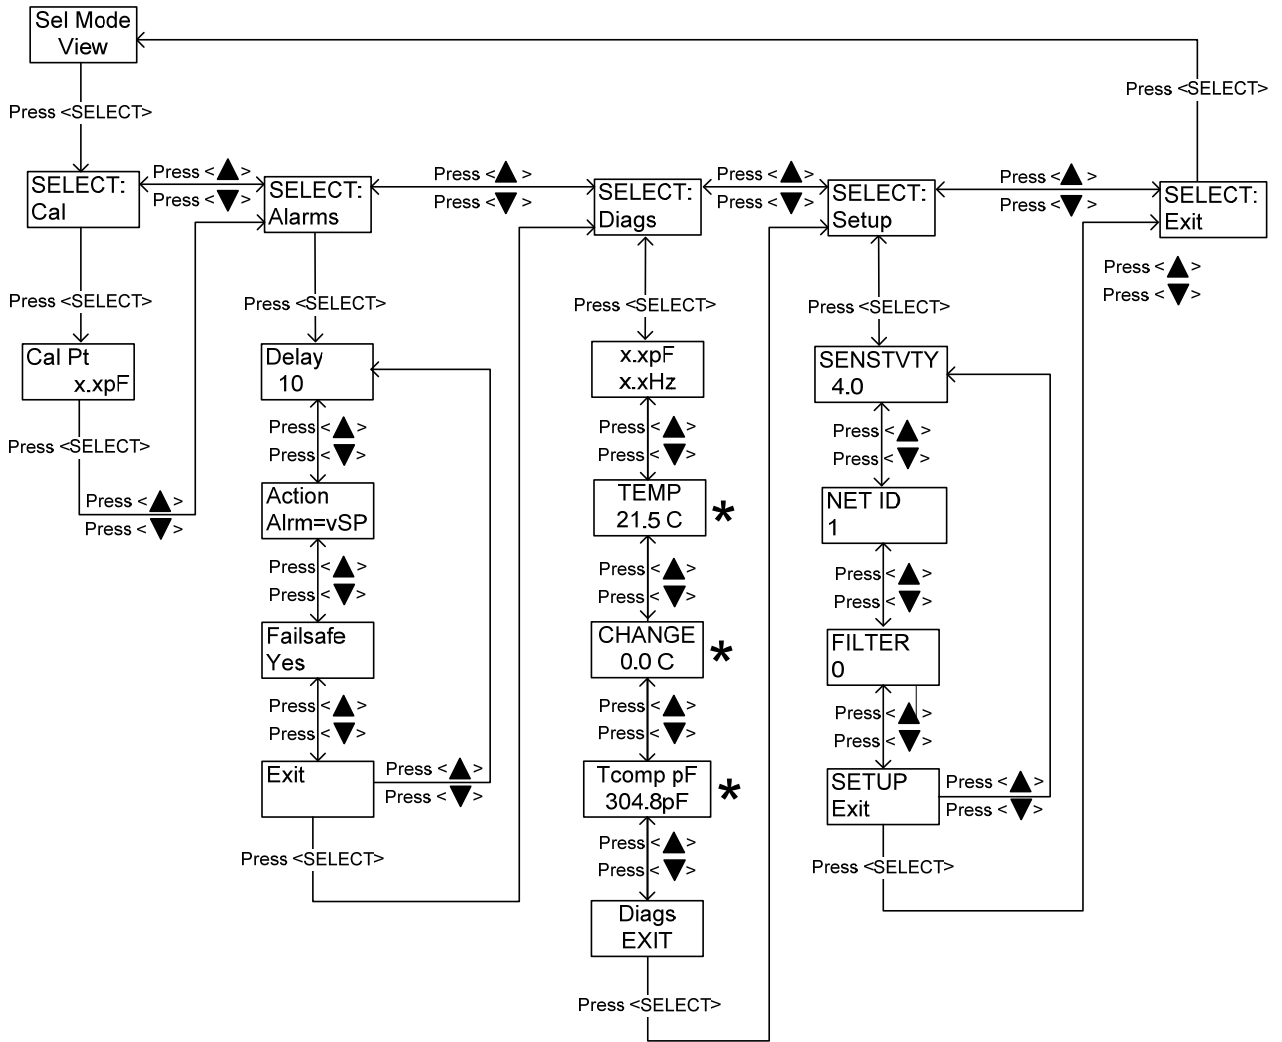 Sel Mode
View
Press <SELECT>
Press <SELECT>
SELECT:
Cal
Press <▲>
Press <▼>
SELECT:
Alarms
Press <▲>
Press <▼>
SELECT:
Diags
Press <▲>
Press <▼>
SELECT:
Setup
Press <▲>
Press <▼>
SELECT:
Exit
Press <▲>
Press <▼>
Press <SELECT>
Cal Pt
x.xpF
Press <SELECT>
Press <▲>
Press <▼>
Press <SELECT>
Delay
10
Press <▲>
Press <▼>
Action
Alrm=vSP
Press <▲>
Press <▼>
Failsafe
Yes
Press <▲>
Press <▼>
Exit
Press <▲>
Press <▼>
Press <SELECT>
Press <SELECT>
x.xpF
x.xHz
Press <▲>
Press <▼>
TEMP
21.5 C
*
Press <▲>
Press <▼>
CHANGE
0.0 C
*
Press <▲>
Press <▼>
Tcomp pF
304.8pF
*
Press <▲>
Press <▼>
Diags
EXIT
Press <SELECT>
Press <SELECT>
SENSTVTY
4.0
Press <▲>
Press <▼>
NET ID
1
Press <▲>
Press <▼>
FILTER
0
Press <▲>
Press <▼>
SETUP
Exit
Press <▲>
Press <▼>
Press <SELECT>